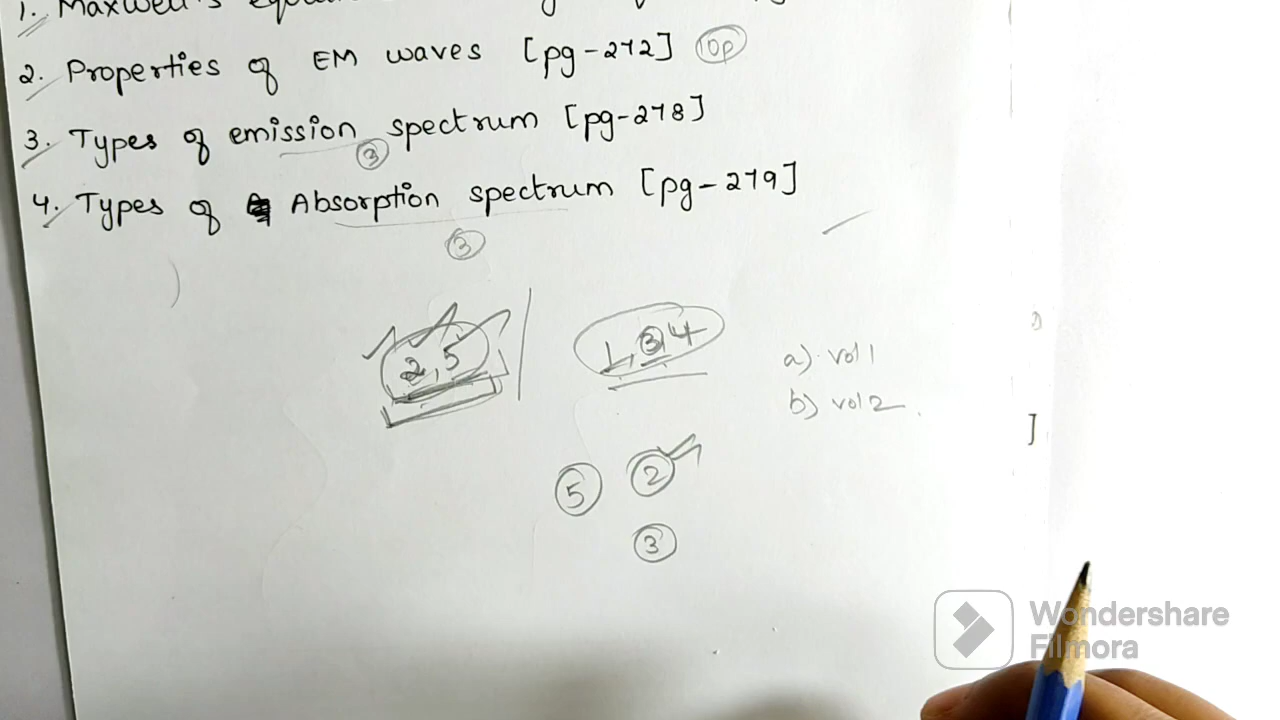 1. Maxwell's
2. Properties of EM waves [pg-272] 10p
3. Types of emission spectrum [pg-278]
3
4. Types of Absorption spectrum [pg-279]
3
2, 5
1, 3, 4
a) vol 1
b) vol 2
]
5 2
3
Wondershare
Filmora